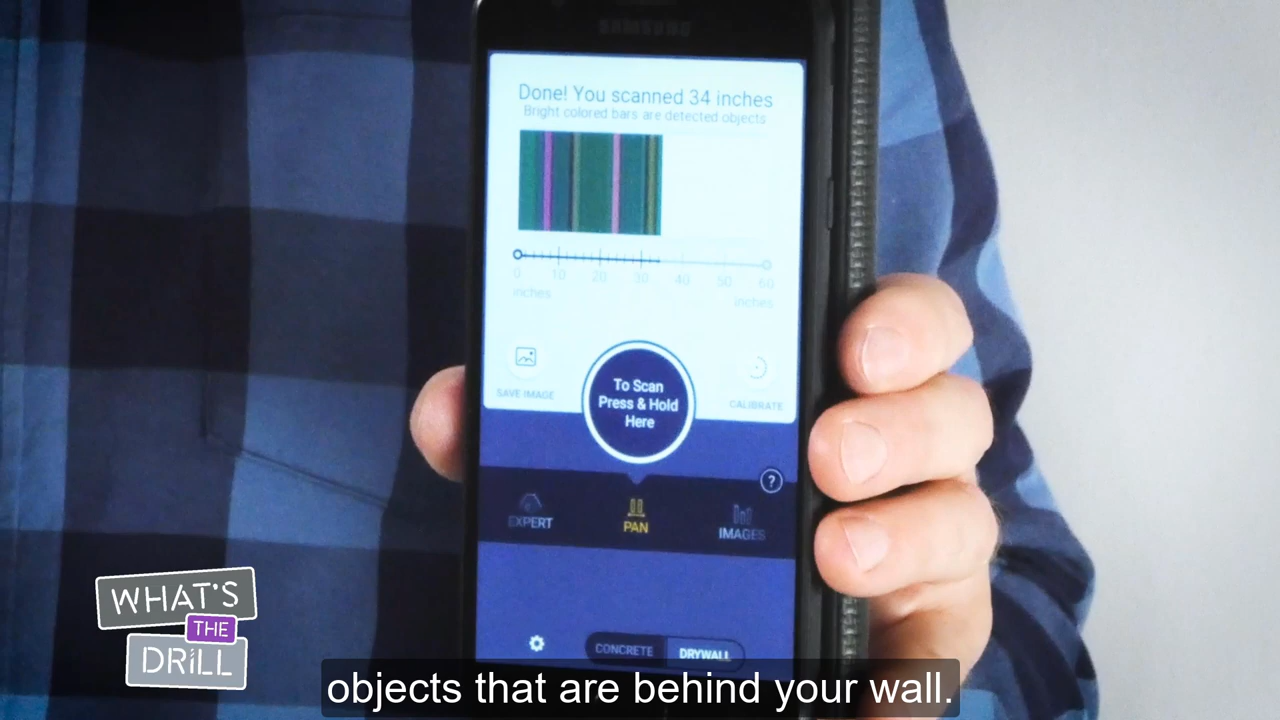 SAMSUNG
Done! You scanned 34 inches
Bright colored bars are detected objects
0 10 20 30 40 50 60
inches inches
SAVE IMAGE
To Scan
Press & Hold
Here
CALIBRATE
?
EXPERT
PAN
IMAGES
CONCRETE DRYWALL
WHAT'S
THE
DRiLL
objects that are behind your wall.